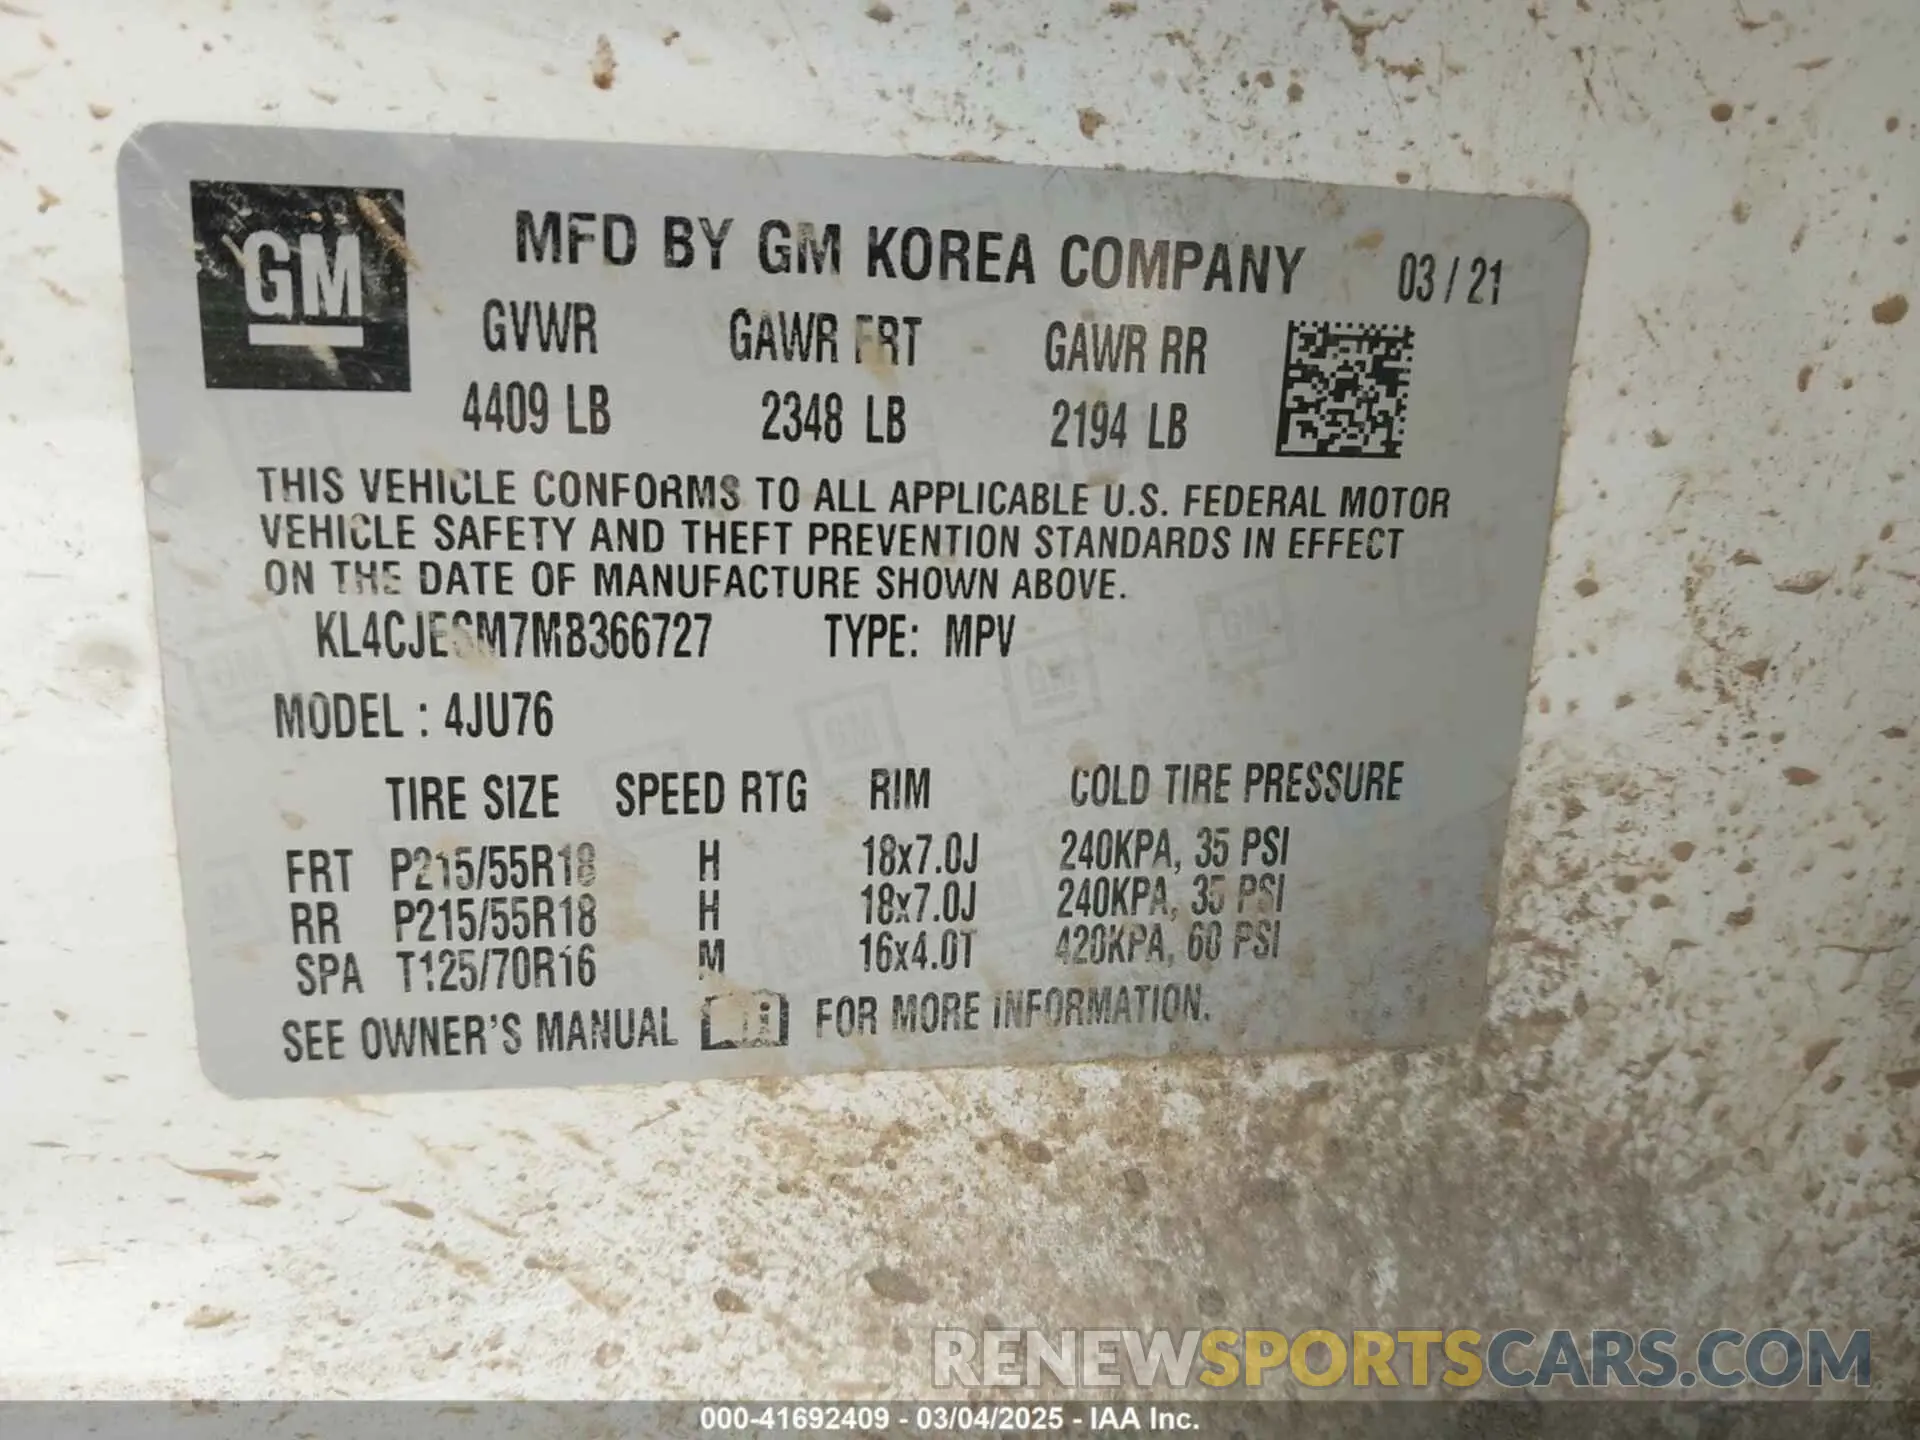 GM
MFD BY GM KOREA COMPANY 03 / 21
GVWR GAWR FRT GAWR RR
4409 LB 2348 LB 2194 LB
THIS VEHICLE CONFORMS TO ALL APPLICABLE U.S. FEDERAL MOTOR
VEHICLE SAFETY AND THEFT PREVENTION STANDARDS IN EFFECT
ON THE DATE OF MANUFACTURE SHOWN ABOVE.
TYPE: MPV
MODEL : 4JU76
TIRE SIZE SPEED RTG RIM COLD TIRE PRESSURE
FRT P215/55R18 H 18x7.0J 240KPA, 35 PSI
RR P215/55R18 H 18x7.0J 240KPA, 35 PSI
SPA T125/70R16 M 16x4.0T 420KPA, 60 PSI
SEE OWNER'S MANUAL FOR MORE INFORMATION.
RENEWSPORTSCARS.COM
000-41692409 - 03/04/2025 - IAA Inc.